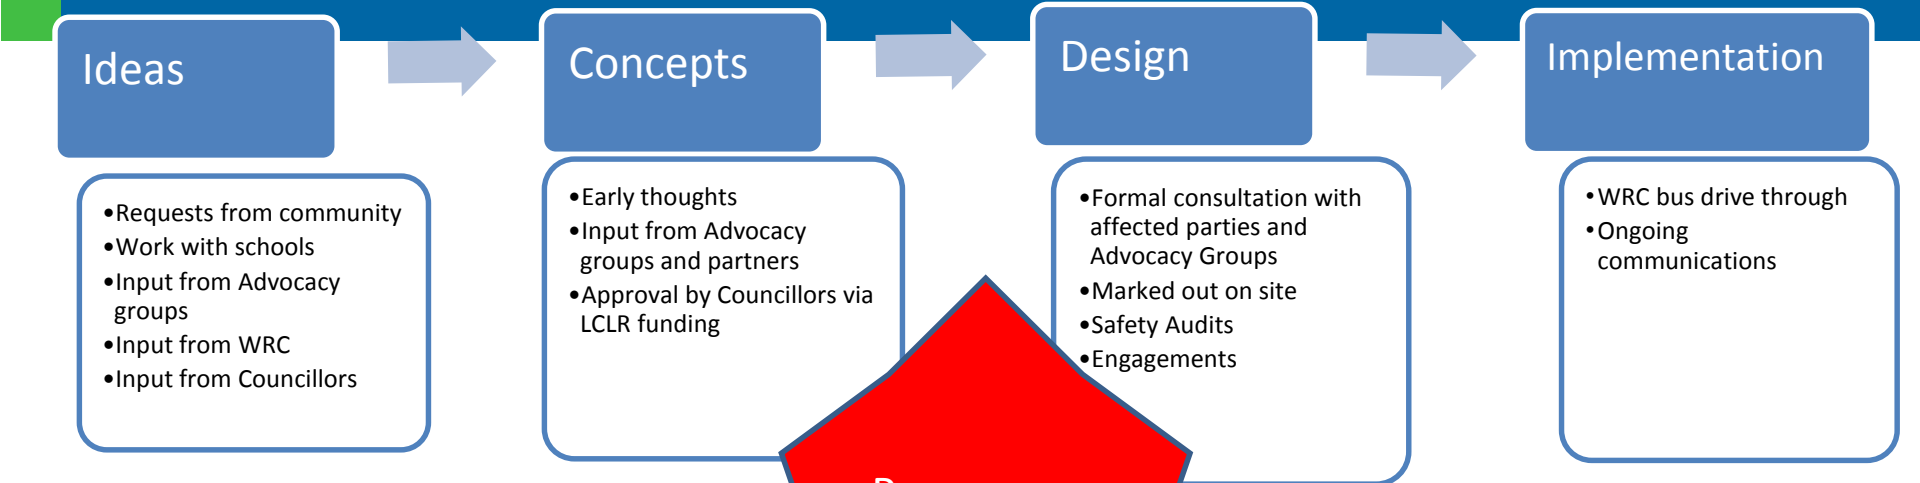 Ideas
•Requests from community
•Work with schools
•Input from Advocacy
groups
•Input from WRC
•Input from Councillors
Concepts
•Early thoughts
•Input from Advocacy
groups and partners
•Approval by Councillors via
LCLR funding
Design
•Formal consultation with
affected parties and
Advocacy Groups
•Marked out on site
•Safety Audits
•Engagements
Implementation
•WRC bus drive through
•Ongoing
communications